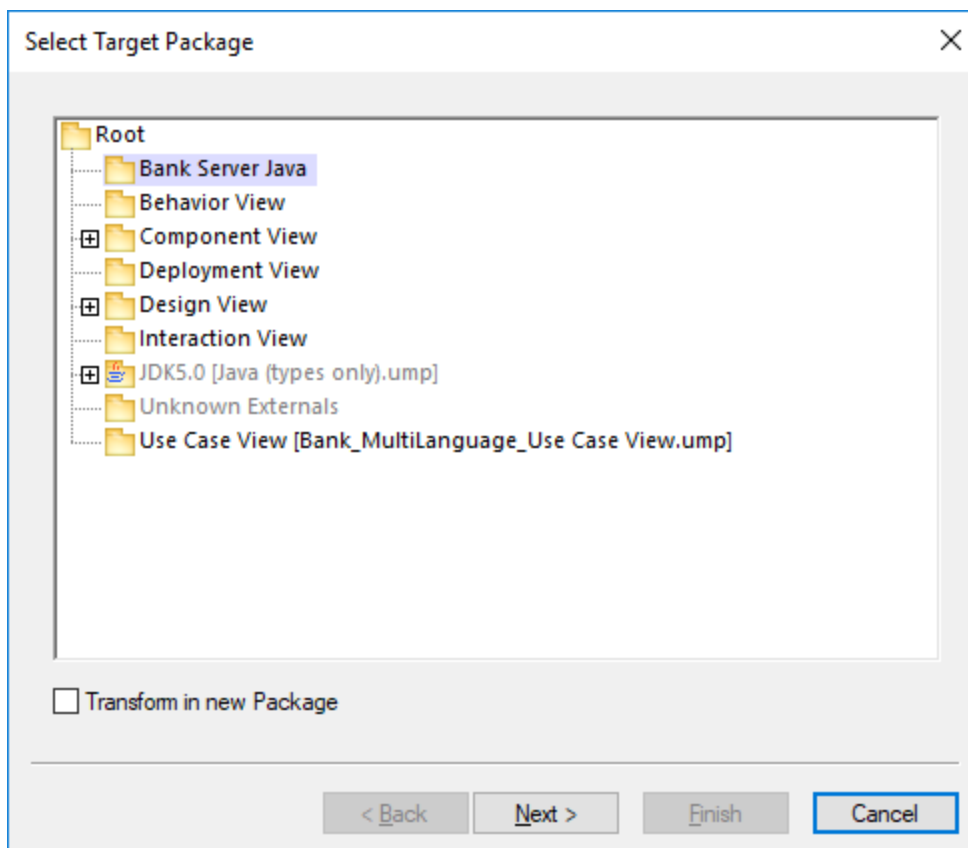 Select Target Package
Root
Bank Server Java
Behavior View
Component View
Deployment View
Design View
Interaction View
JDK5.0 [Java (types only).ump]
Unknown Externals
Use Case View [Bank_MultiLanguage_Use Case View.ump]
Transform in new Package
< Back Next > Finish Cancel